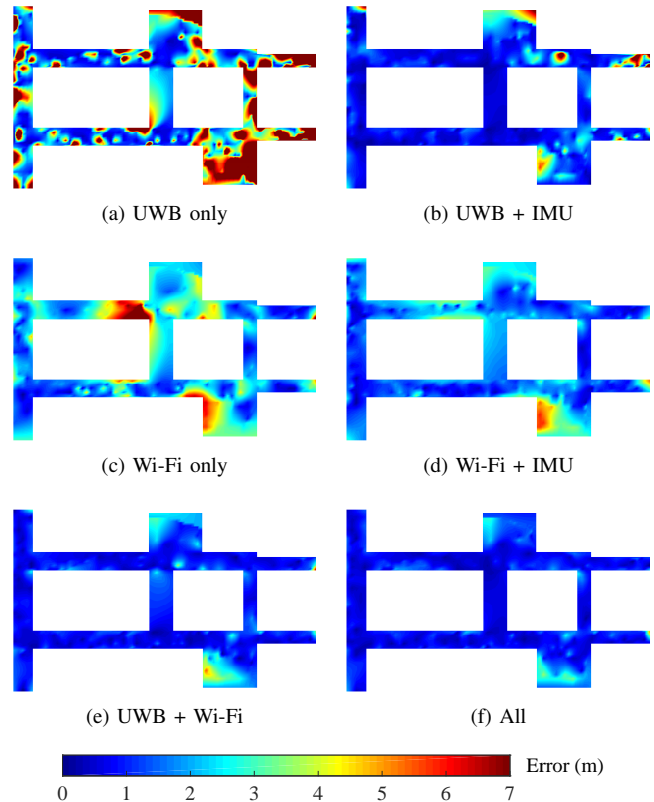 (a) UWB only
(b) UWB + IMU
(c) Wi-Fi only
(d) Wi-Fi + IMU
(e) UWB + Wi-Fi
(f) All
Error (m)
0 1 2 3 4 5 6 7